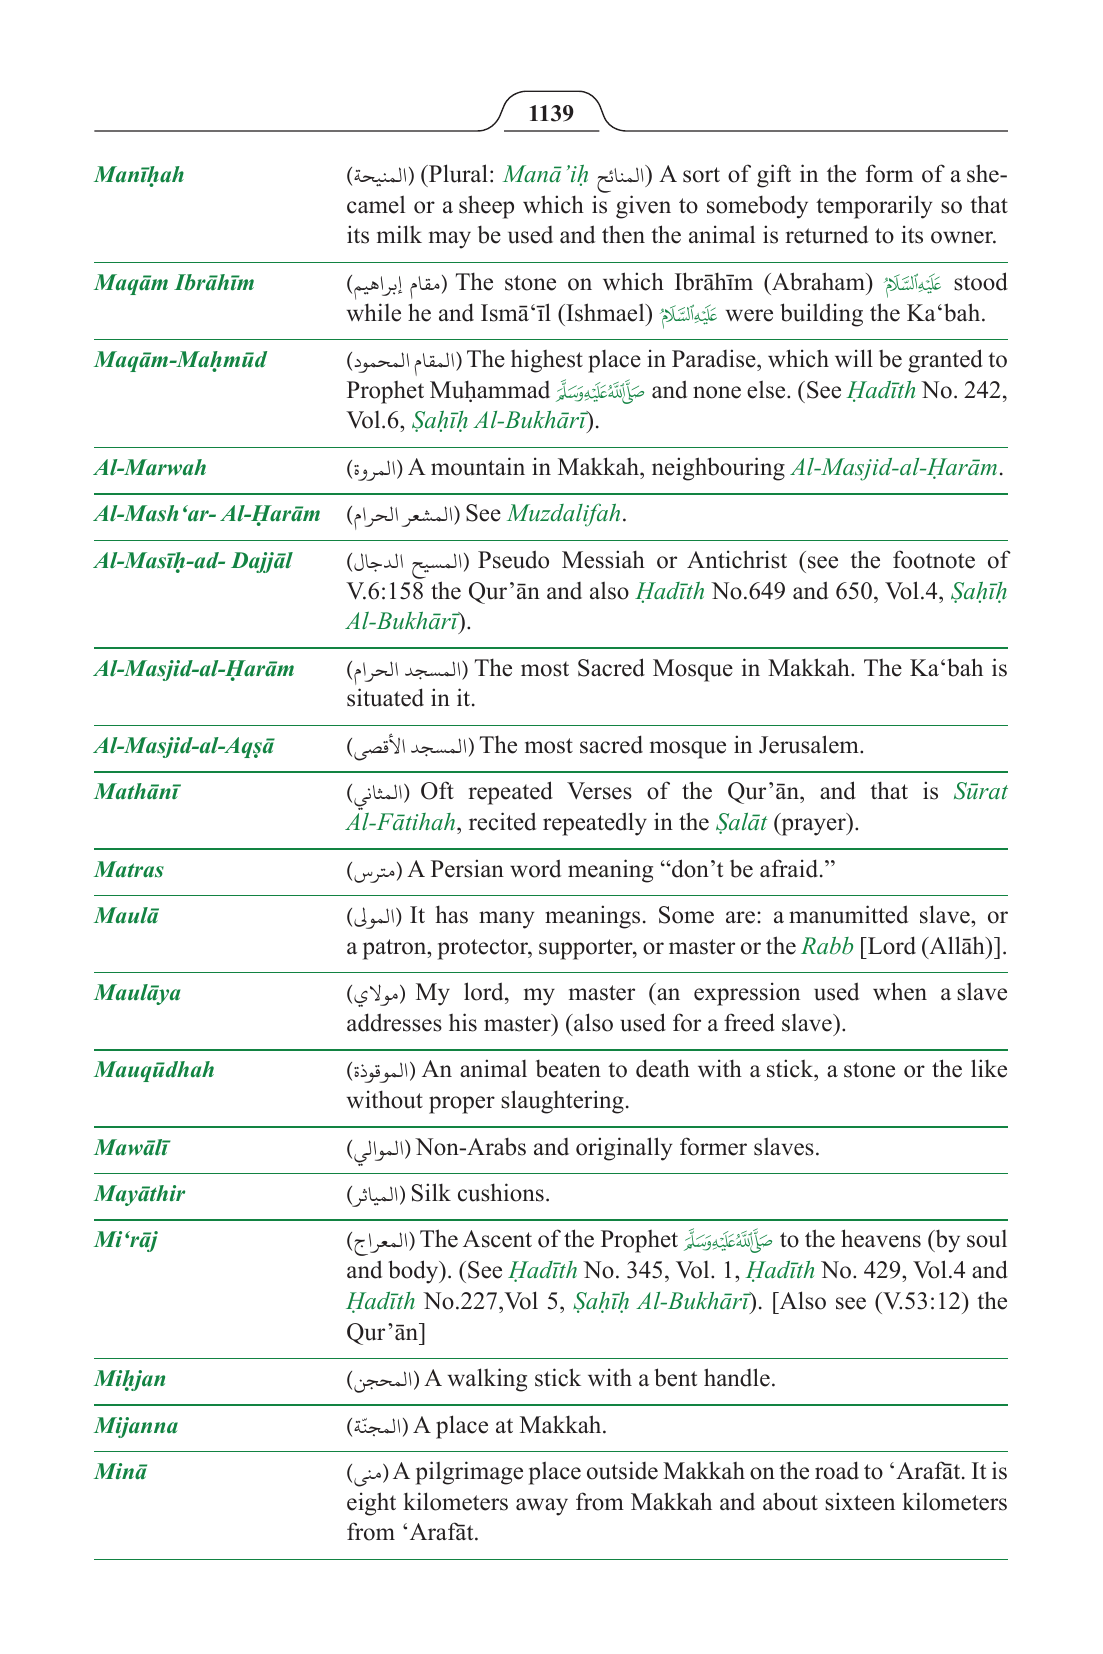 1139
Manīḥah (المنيحة) (Plural: Manā’iḥ المنائح) A sort of gift in the form of a she-
camel or a sheep which is given to somebody temporarily so that
its milk may be used and then the animal is returned to its owner.
Maqām Ibrāhīm (مقام إبراهيم) The stone on which Ibrāhīm (Abraham) عَلَيْهِ ٱلسَّلَامُ stood
while he and Ismā‘īl (Ishmael) عَلَيْهِ ٱلسَّلَامُ were building the Ka‘bah.
Maqām-Maḥmūd (المقام المحمود) The highest place in Paradise, which will be granted to
Prophet Muḥammad صَلَّى ٱللَّهُ عَلَيْهِ وَسَلَّمَ and none else. (See Ḥadīth No. 242,
Vol.6, Ṣaḥīḥ Al-Bukhārī).
Al-Marwah (المروة) A mountain in Makkah, neighbouring Al-Masjid-al-Ḥarām.
Al-Mash‘ar- Al-Ḥarām (المشعر الحرام) See Muzdalifah.
Al-Masīḥ-ad- Dajjāl (المسيح الدجال) Pseudo Messiah or Antichrist (see the footnote of
V.6:158 the Qur’ān and also Ḥadīth No.649 and 650, Vol.4, Ṣaḥīḥ
Al-Bukhārī).
Al-Masjid-al-Ḥarām (المسجد الحرام) The most Sacred Mosque in Makkah. The Ka‘bah is
situated in it.
Al-Masjid-al-Aqṣā (المسجد الأقصى) The most sacred mosque in Jerusalem.
Mathānī (المثاني) Oft repeated Verses of the Qur’ān, and that is Sūrat
Al-Fātihah, recited repeatedly in the Ṣalāt (prayer).
Matras (مترس) A Persian word meaning “don’t be afraid.”
Maulā (المولى) It has many meanings. Some are: a manumitted slave, or
a patron, protector, supporter, or master or the Rabb [Lord (Allāh)].
Maulāya (مولاي) My lord, my master (an expression used when a slave
addresses his master) (also used for a freed slave).
Mauqūdhah (الموقوذة) An animal beaten to death with a stick, a stone or the like
without proper slaughtering.
Mawālī (الموالي) Non-Arabs and originally former slaves.
Mayāthir (المياثر) Silk cushions.
Mi‘rāj (المعراج) The Ascent of the Prophet صَلَّى ٱللَّهُ عَلَيْهِ وَسَلَّمَ to the heavens (by soul
and body). (See Ḥadīth No. 345, Vol. 1, Ḥadīth No. 429, Vol.4 and
Ḥadīth No.227,Vol 5, Ṣaḥīḥ Al-Bukhārī). [Also see (V.53:12) the
Qur’ān]
Miḥjan (المحجن) A walking stick with a bent handle.
Mijanna (المجنّة) A place at Makkah.
Minā (منى) A pilgrimage place outside Makkah on the road to ‘Arafāt. It is
eight kilometers away from Makkah and about sixteen kilometers
from ‘Arafāt.